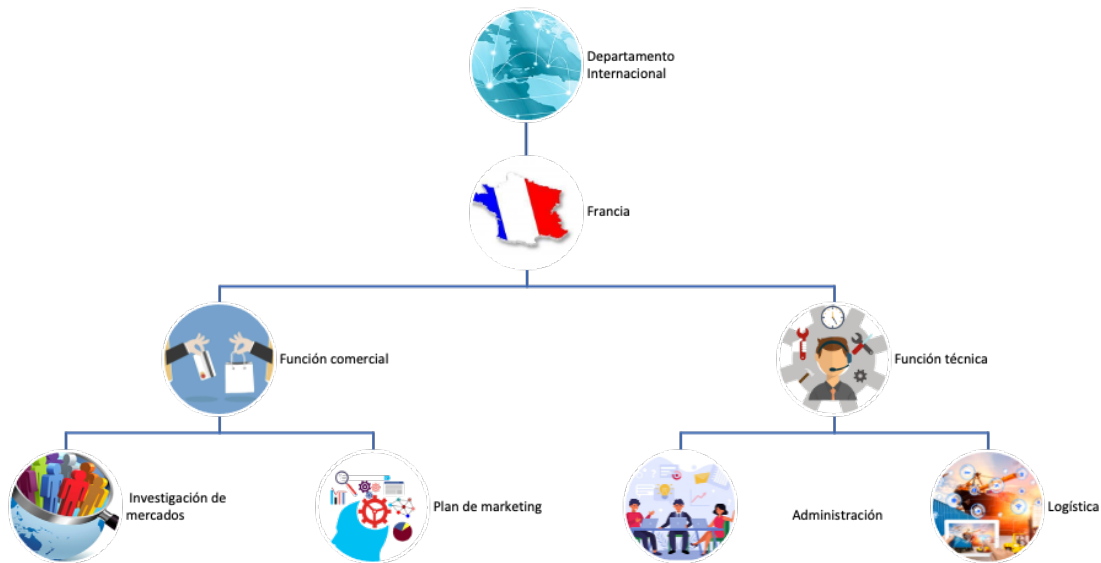 Departamento
Internacional
Francia
Función comercial
Función técnica
Investigación de
mercados
Plan de marketing
Administración
Logística